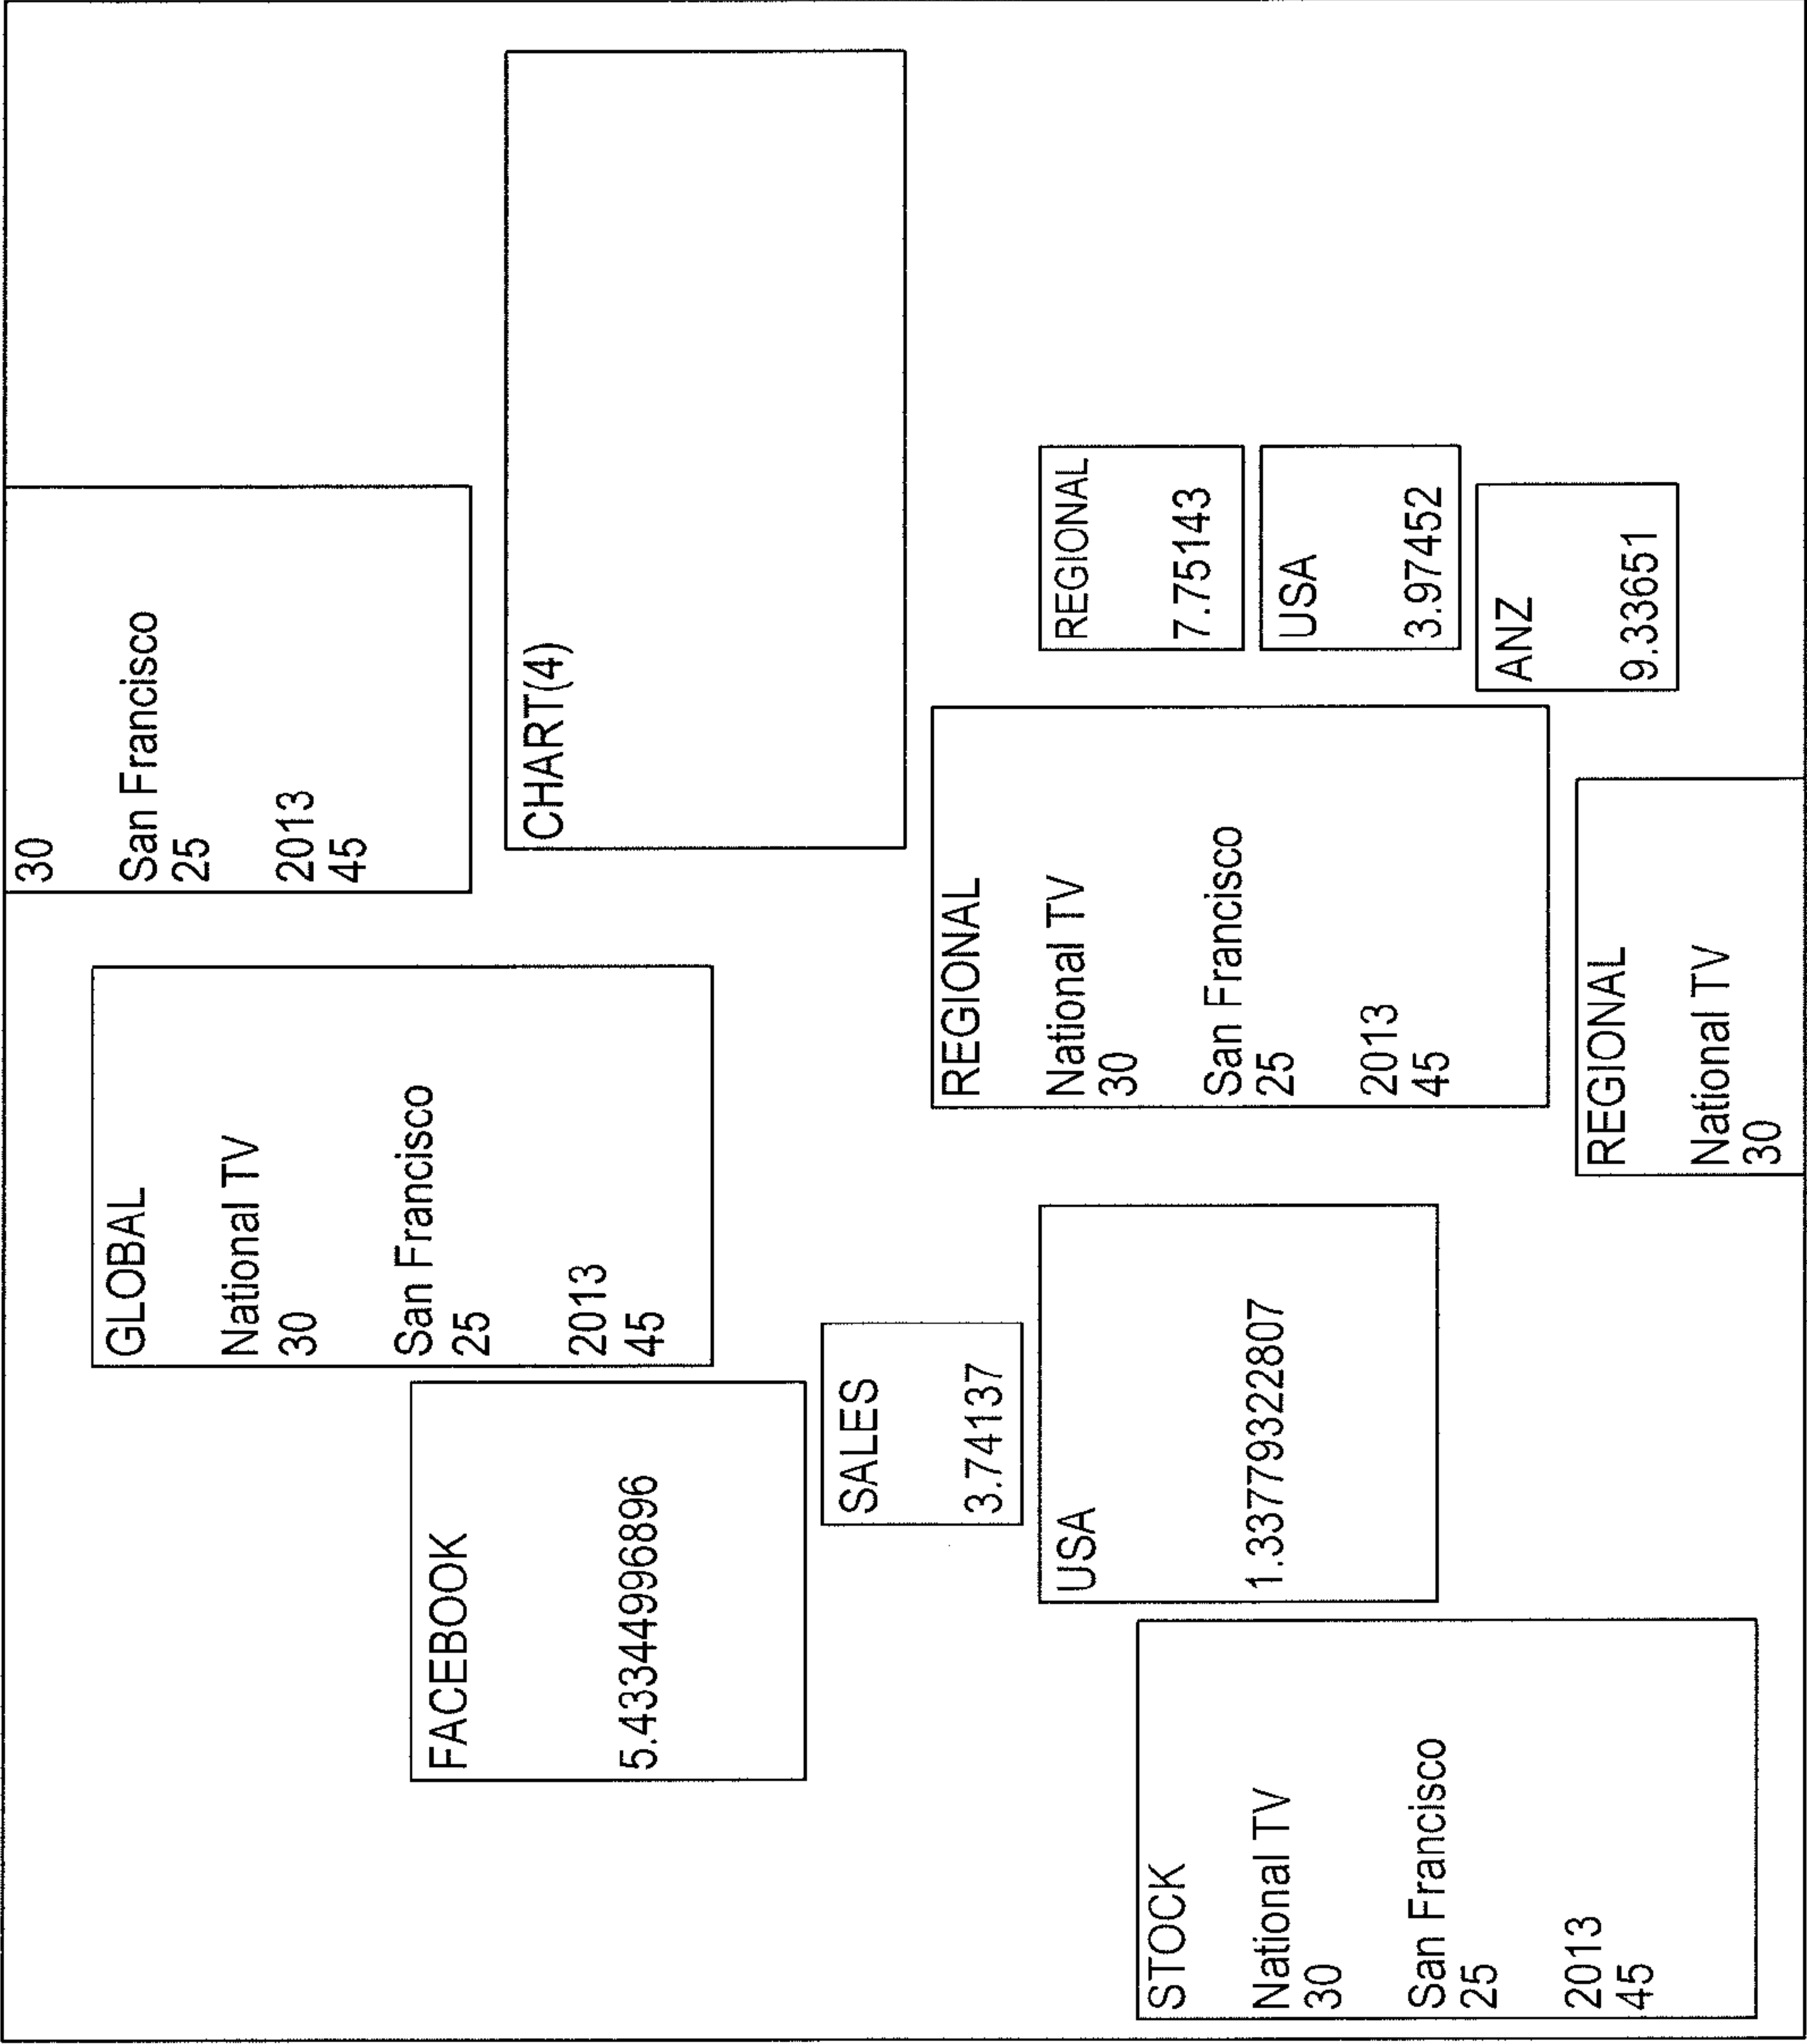 30
San Francisco
25
2013
45
GLOBAL
National TV
30
San Francisco
25
2013
45
CHART(4)
FACEBOOK
5.43344996896
SALES
3.74137
USA
1.33779322807
STOCK
National TV
30
San Francisco
25
2013
45
REGIONAL
National TV
30
San Francisco
25
2013
45
REGIONAL
7.75143
USA
3.97452
ANZ
9.33651
REGIONAL
National TV
30